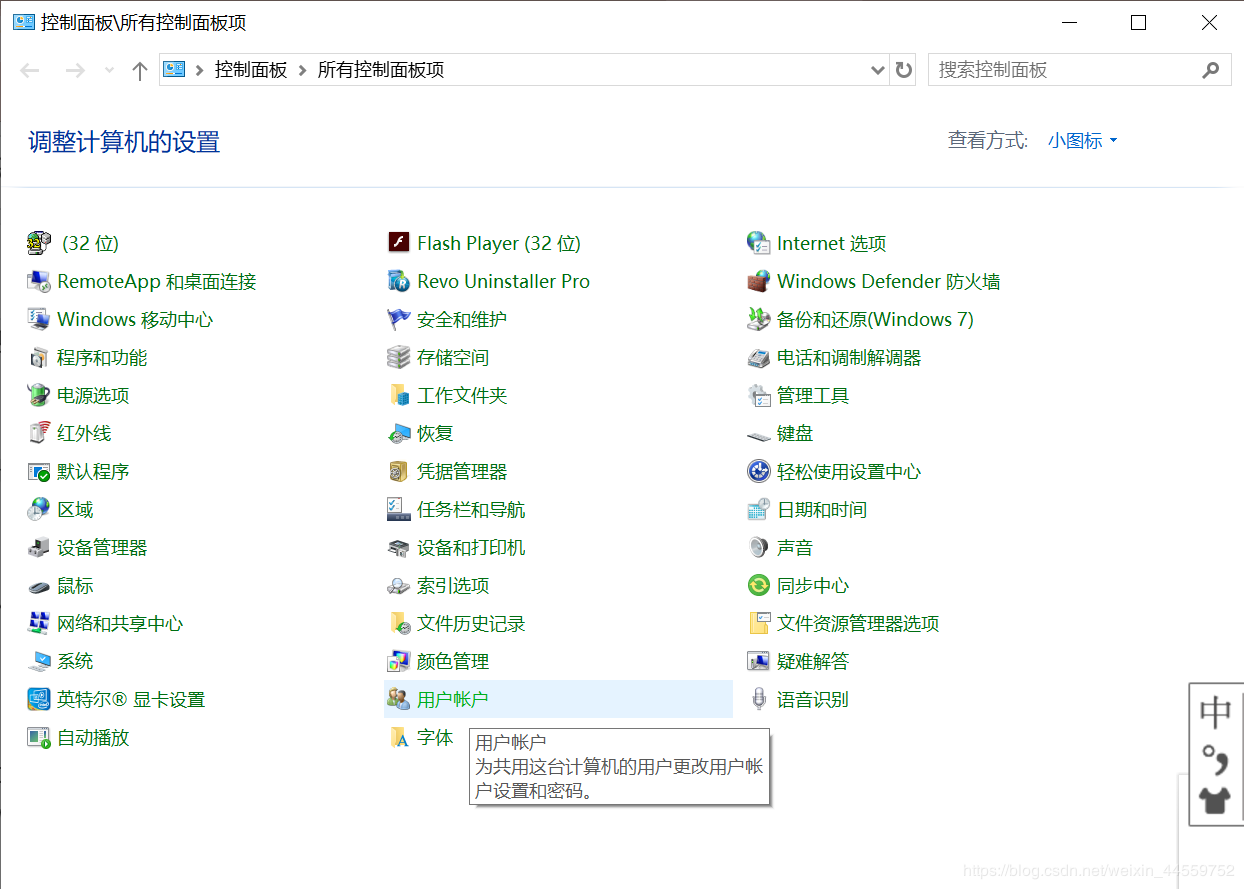 控制面板\所有控制面板项
控制面板 > 所有控制面板项
搜索控制面板
调整计算机的设置
查看方式: 小图标
(32 位)
Flash Player (32 位)
Internet 选项
RemoteApp 和桌面连接
Revo Uninstaller Pro
Windows Defender 防火墙
Windows 移动中心
安全和维护
备份和还原(Windows 7)
程序和功能
存储空间
电话和调制解调器
电源选项
工作文件夹
管理工具
红外线
恢复
键盘
默认程序
凭据管理器
轻松使用设置中心
区域
任务栏和导航
日期和时间
设备管理器
设备和打印机
声音
鼠标
索引选项
同步中心
网络和共享中心
文件历史记录
文件资源管理器选项
系统
颜色管理
疑难解答
英特尔® 显卡设置
用户帐户
语音识别
自动播放
字体
用户帐户
为共用这台计算机的用户更改用户帐
户设置和密码。
中
https://blog.csdn.net/weixin_44559752